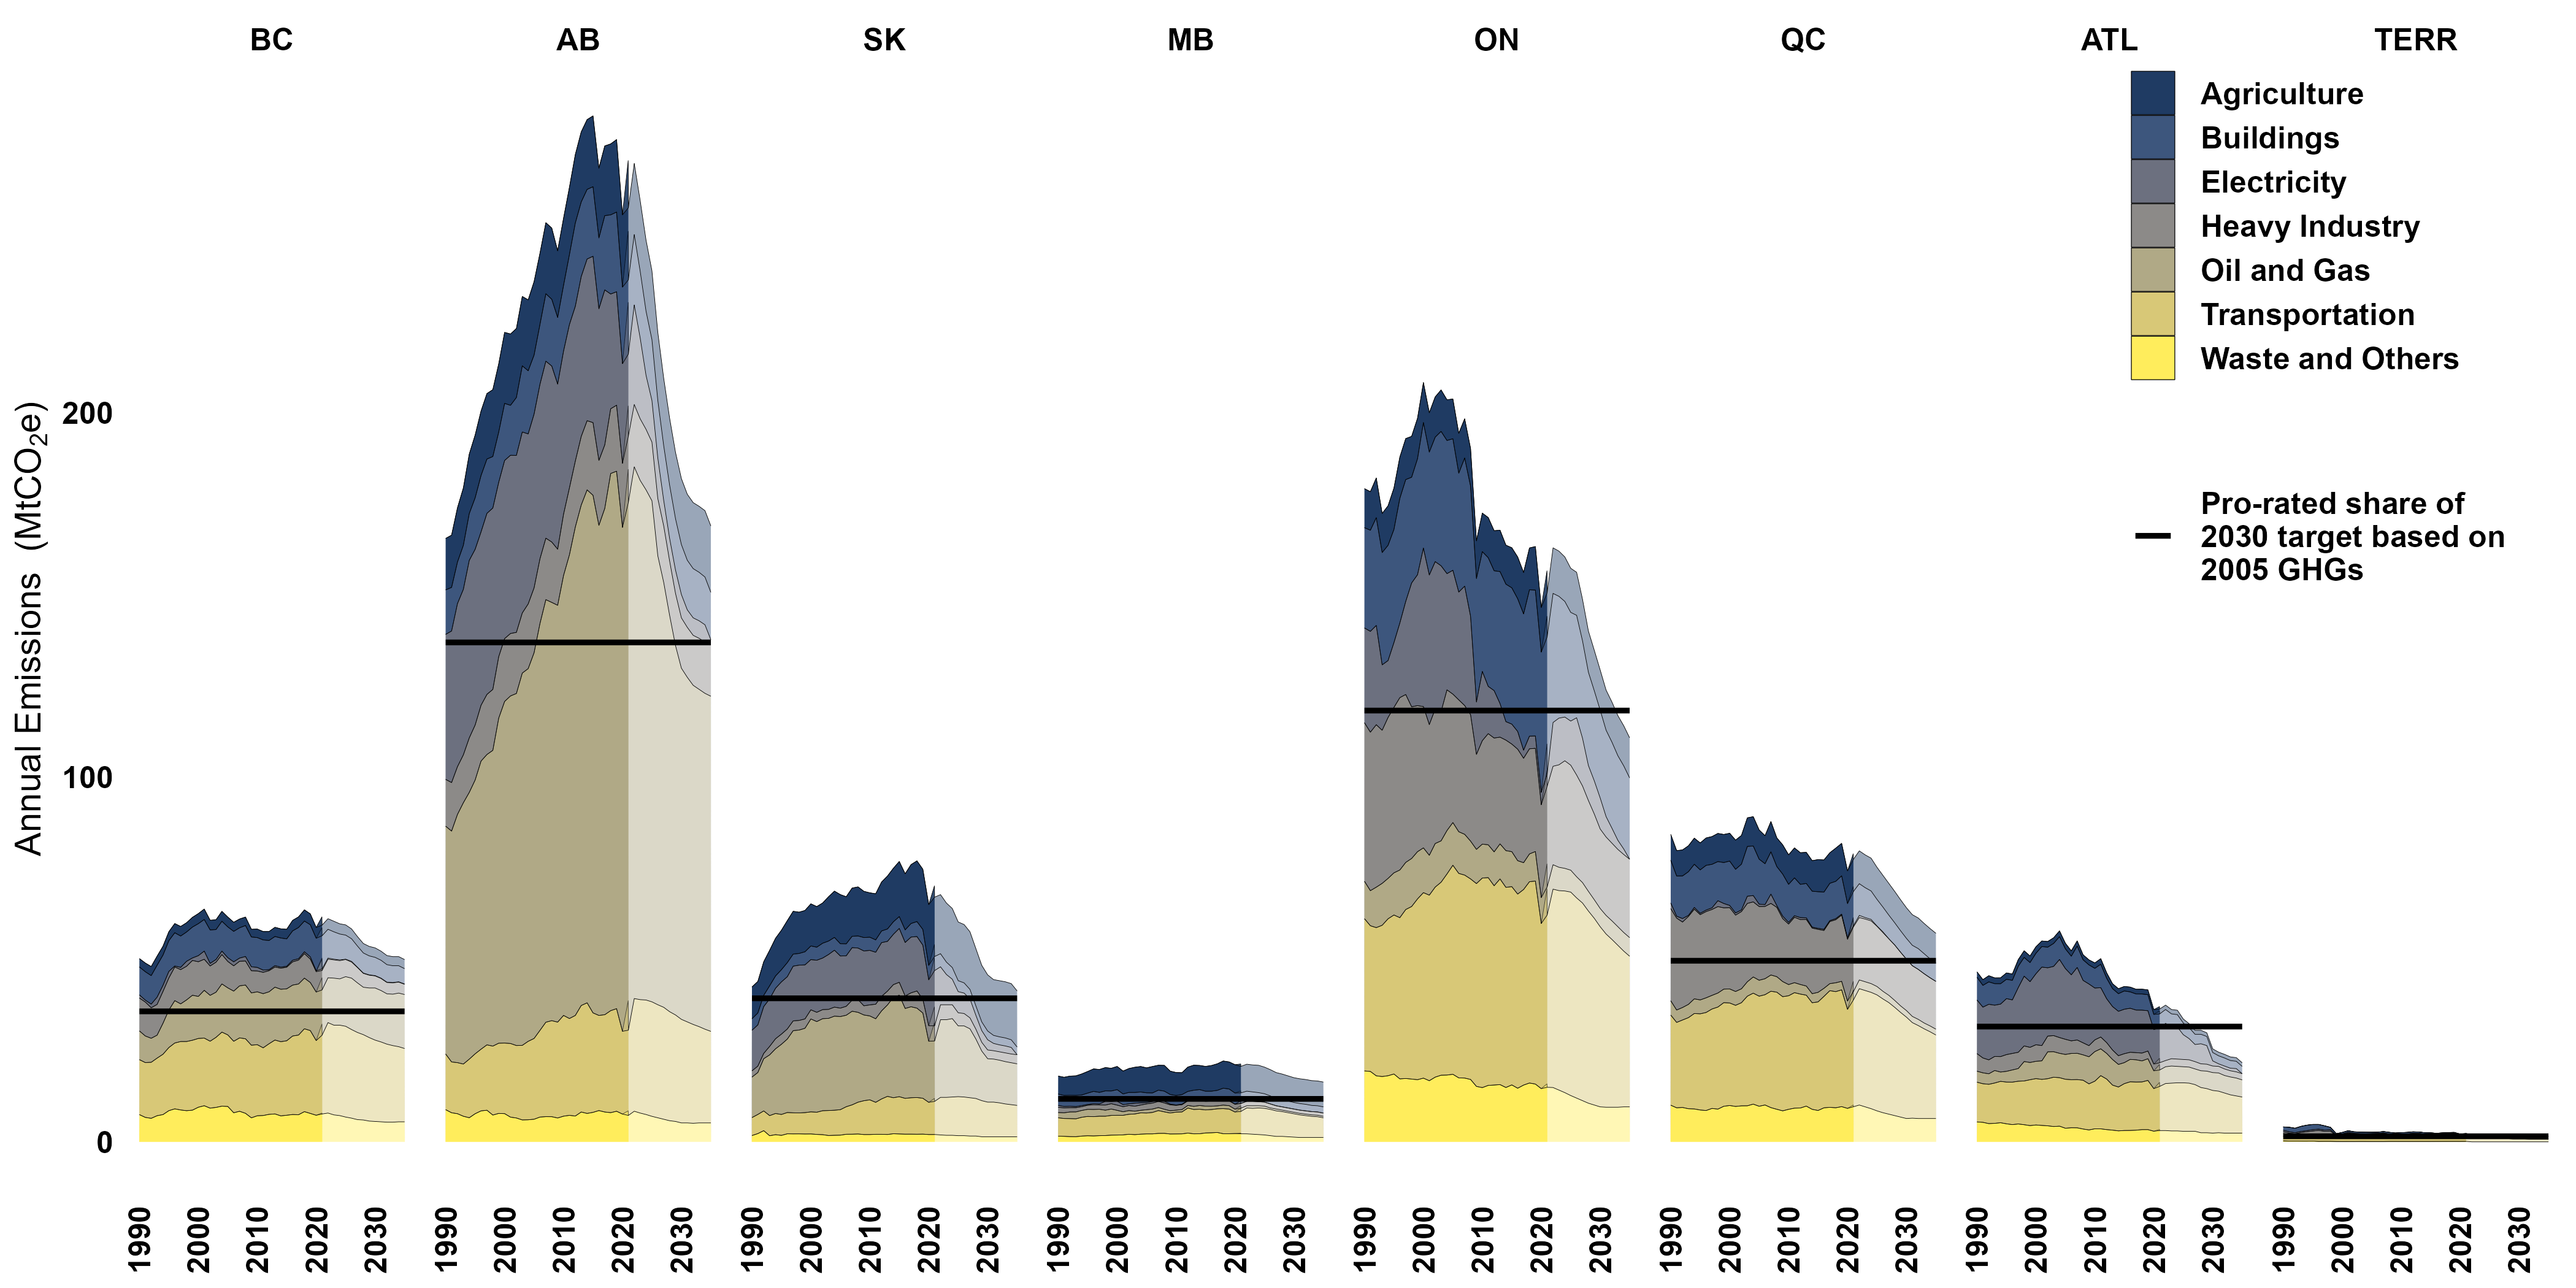 BC AB SK MB ON QC ATL TERR
Agriculture
Buildings
Electricity
Heavy Industry
Oil and Gas
Transportation
Waste and Others
Pro-rated share of
2030 target based on
2005 GHGs
Annual Emissions (MtCO₂e)
200
100
0
1990 2000 2010 2020 2030 1990 2000 2010 2020 2030 1990 2000 2010 2020 2030 1990 2000 2010 2020 2030 1990 2000 2010 2020 2030 1990 2000 2010 2020 2030 1990 2000 2010 2020 2030 1990 2000 2010 2020 2030